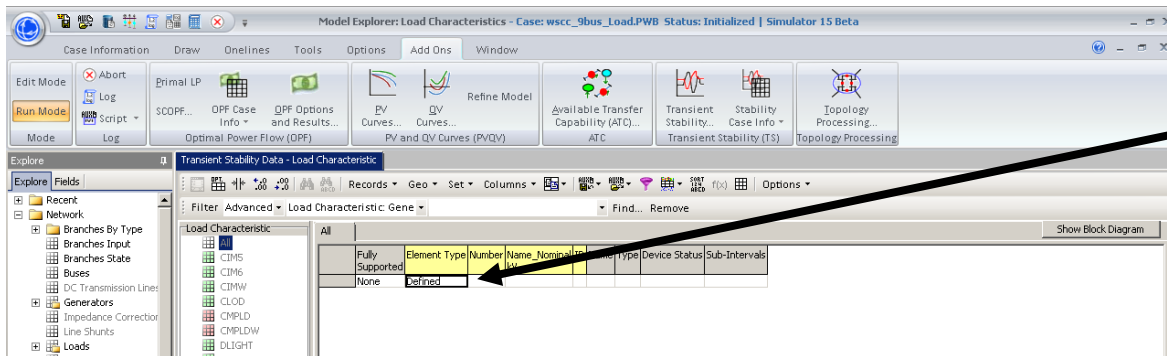 Model Explorer: Load Characteristics - Case: wscc_9bus_Load.PWB Status: Initialized | Simulator 15 Beta
Case Information Draw Onelines Tools Options Add Ons Window
Edit Mode
Run Mode
Mode
Abort
Log
Script
Log
Primal LP
SCOPF...
OPF Case Info
OPF Options and Results...
Optimal Power Flow (OPF)
PV Curves...
QV Curves...
Refine Model
PV and QV Curves (PVQV)
Available Transfer Capability (ATC)...
ATC
Transient Stability...
Stability Case Info
Transient Stability (TS)
Topology Processing...
Topology Processing
Explore
Explore Fields
Recent
Network
Branches By Type
Branches Input
Branches State
Buses
DC Transmission Lines
Generators
Impedance Correction
Line Shunts
Loads
Transient Stability Data - Load Characteristic
Records Geo Set Columns Options
Filter Advanced Load Characteristic: Gene Find... Remove
Load Characteristic
All
CIM5
CIM6
CIMW
CLOD
CMPLD
CMPLDW
DLIGHT
All
Show Block Diagram
Fully Supported Element Type Number Name_Nominal kV ID Type Device Status Sub-Intervals
None Defined